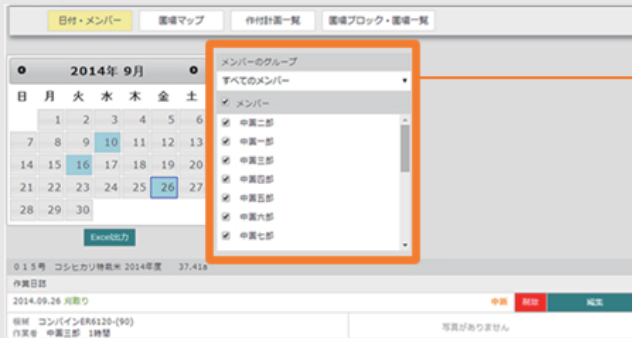 日付・メンバー 圃場マップ 作付計画一覧 圃場ブロック・圃場一覧
2014年 9月
日 月 火 水 木 金 土
1 2 3 4 5 6
7 8 9 10 11 12 13
14 15 16 17 18 19 20
21 22 23 24 25 26 27
28 29 30
Excel出力
メンバーのグループ
すべてのメンバー
メンバー
中園二郎
中園一郎
中園三郎
中園四郎
中園五郎
中園六郎
中園七郎
015号 コシヒカリ特栽米 2014年度 37.41a
作業日誌
2014.09.26 刈取り 中断 削除 編集
機械 コンバインER6120-(90)
作業者 中園三郎 1時間
写真がありません